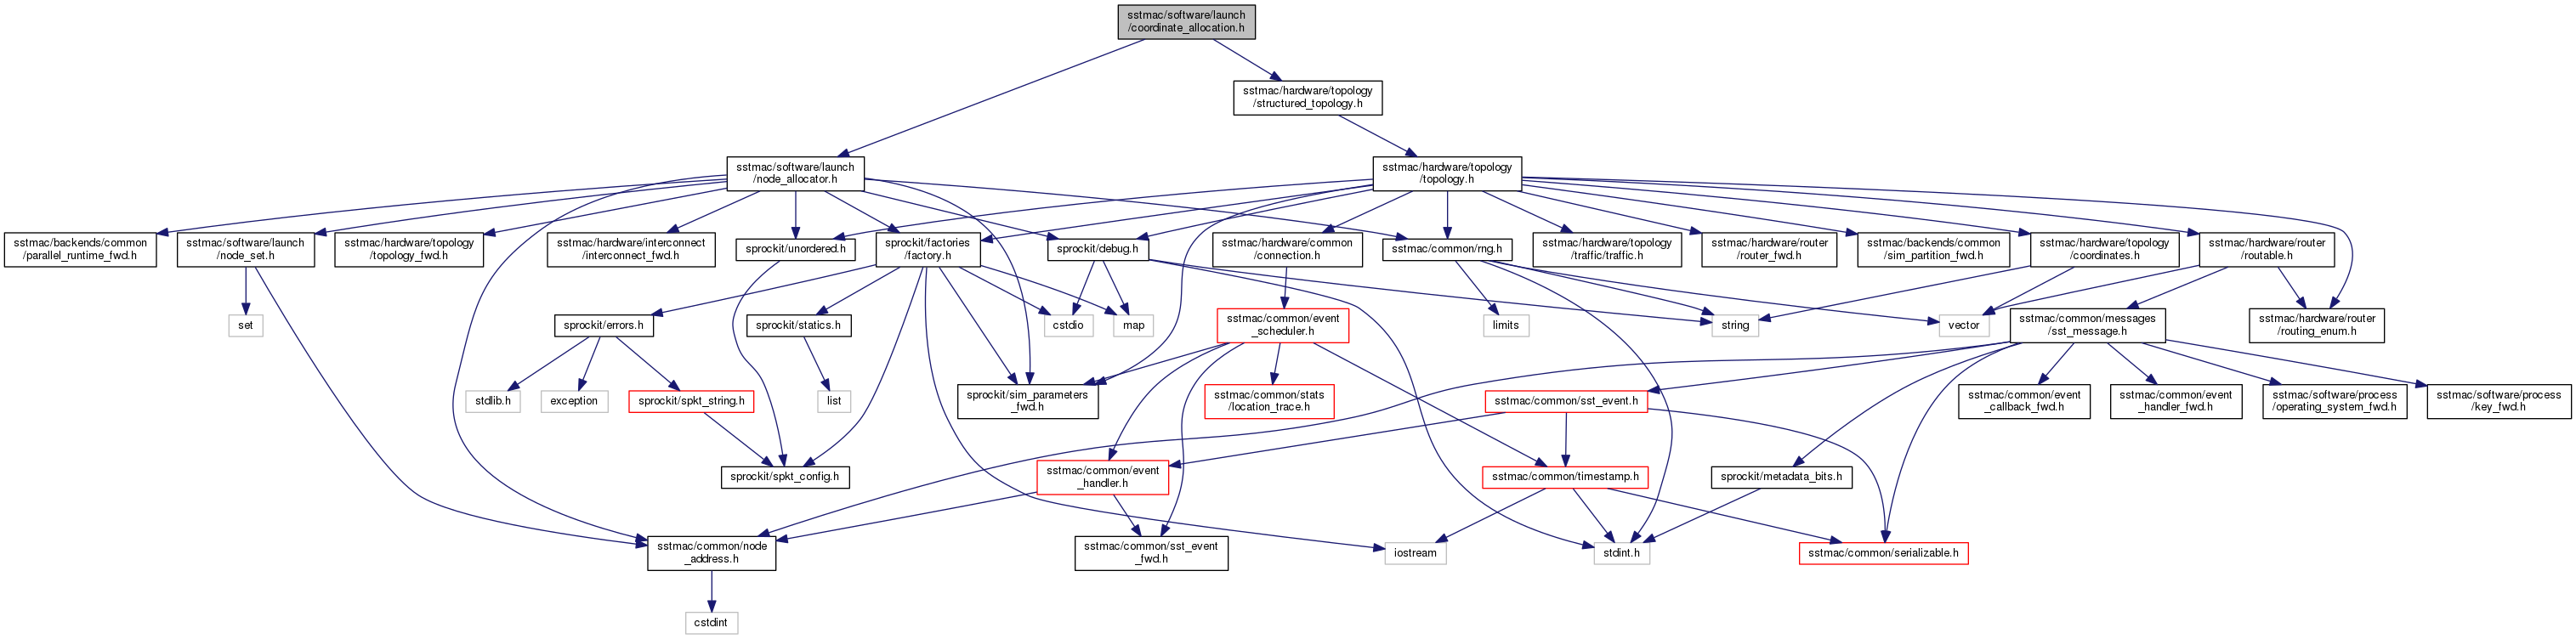 sstmac/software/launch
/coordinate_allocation.h
sstmac/hardware/topology
/structured_topology.h
sstmac/software/launch
/node_allocator.h
sstmac/hardware/topology
/topology.h
sstmac/backends/common
/parallel_runtime_fwd.h
sstmac/software/launch
/node_set.h
sstmac/hardware/topology
/topology_fwd.h
sstmac/hardware/interconnect
/interconnect_fwd.h
sprockit/unordered.h
sprockit/factories
/factory.h
sprockit/debug.h
sstmac/hardware/common
/connection.h
sstmac/common/rng.h
sstmac/hardware/topology
/traffic/traffic.h
sstmac/hardware/router
/router_fwd.h
sstmac/backends/common
/sim_partition_fwd.h
sstmac/hardware/topology
/coordinates.h
sstmac/hardware/router
/routable.h
set
sprockit/errors.h
sprockit/statics.h
cstdio
map
sstmac/common/event
_scheduler.h
limits
string
vector
sstmac/common/messages
/sst_message.h
sstmac/hardware/router
/routing_enum.h
stdlib.h
exception
sprockit/spkt_string.h
list
sprockit/sim_parameters
_fwd.h
sstmac/common/stats
/location_trace.h
sstmac/common/sst_event.h
sstmac/common/event
_callback_fwd.h
sstmac/common/event
_handler_fwd.h
sstmac/software/process
/operating_system_fwd.h
sstmac/software/process
/key_fwd.h
sprockit/spkt_config.h
sstmac/common/event
_handler.h
sstmac/common/timestamp.h
sprockit/metadata_bits.h
sstmac/common/node
_address.h
sstmac/common/sst_event
_fwd.h
iostream
stdint.h
sstmac/common/serializable.h
cstdint